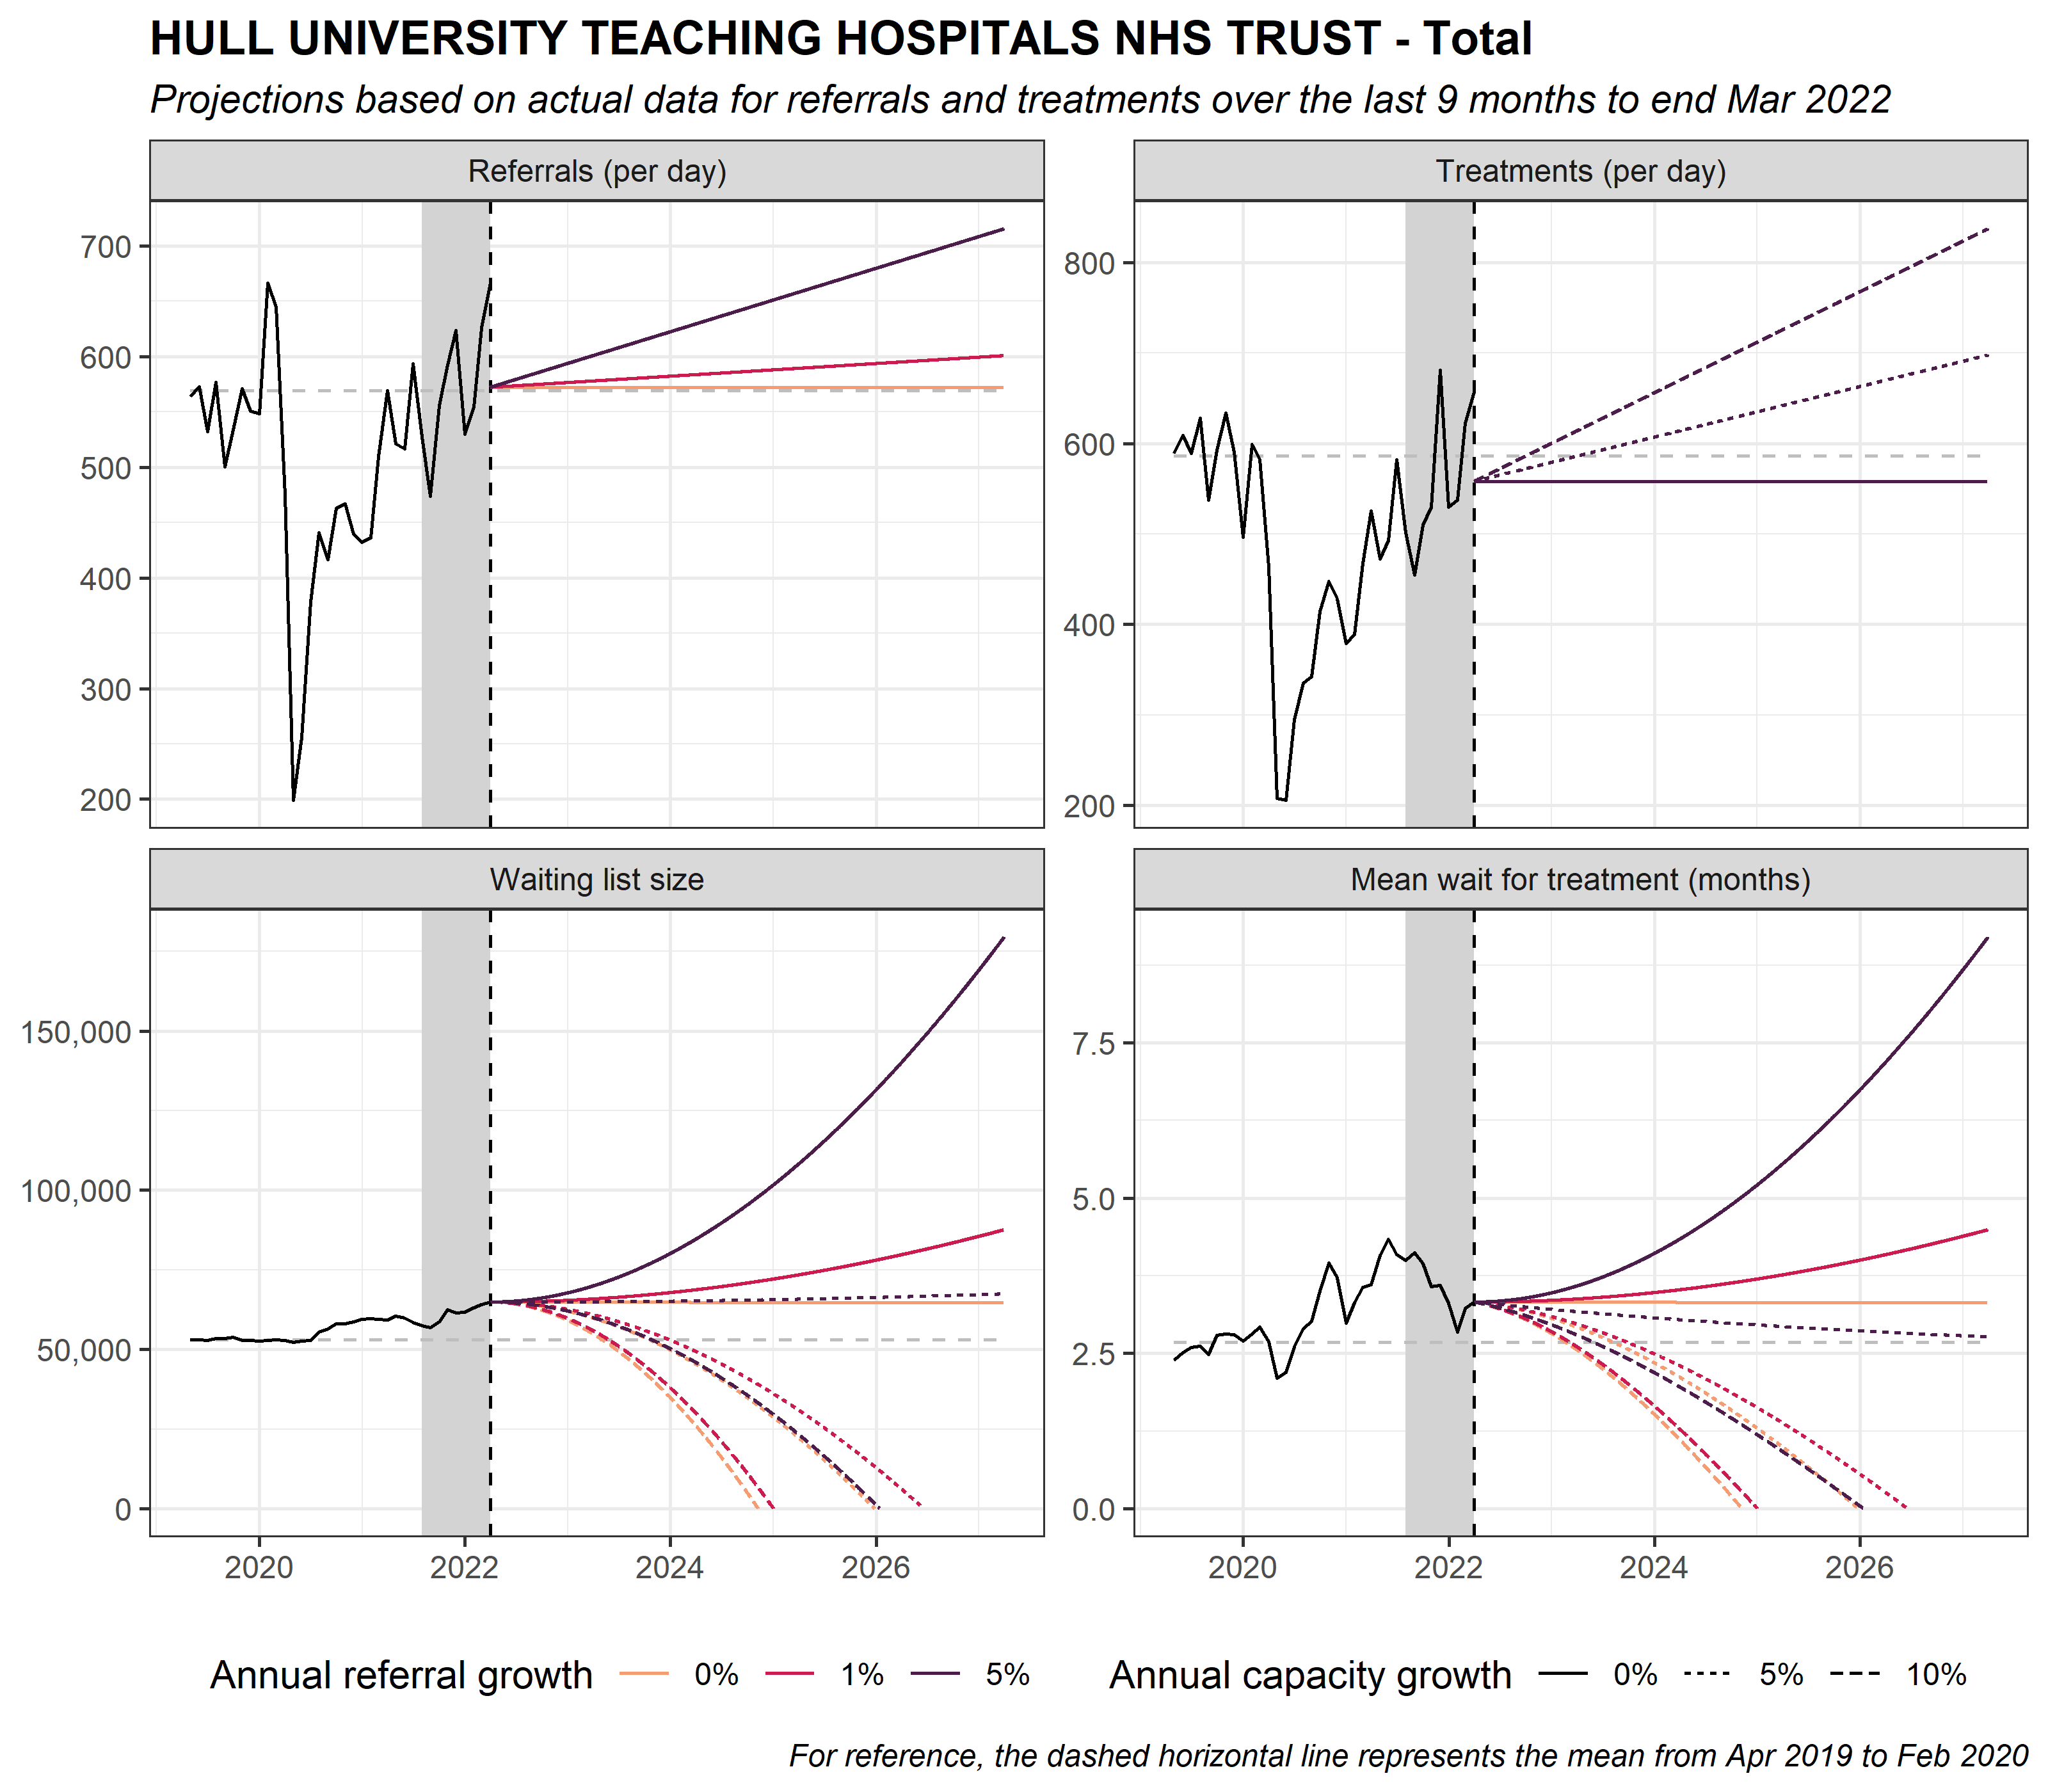 HULL UNIVERSITY TEACHING HOSPITALS NHS TRUST - Total
Projections based on actual data for referrals and treatments over the last 9 months to end Mar 2022
Referrals (per day)
700
600
500
400
300
200
Treatments (per day)
800
600
400
200
Waiting list size
150,000
100,000
50,000
0
2020 2022 2024 2026
Mean wait for treatment (months)
7.5
5.0
2.5
0.0
2020 2022 2024 2026
Annual referral growth 0% 1% 5%
Annual capacity growth 0% 5% 10%
For reference, the dashed horizontal line represents the mean from Apr 2019 to Feb 2020